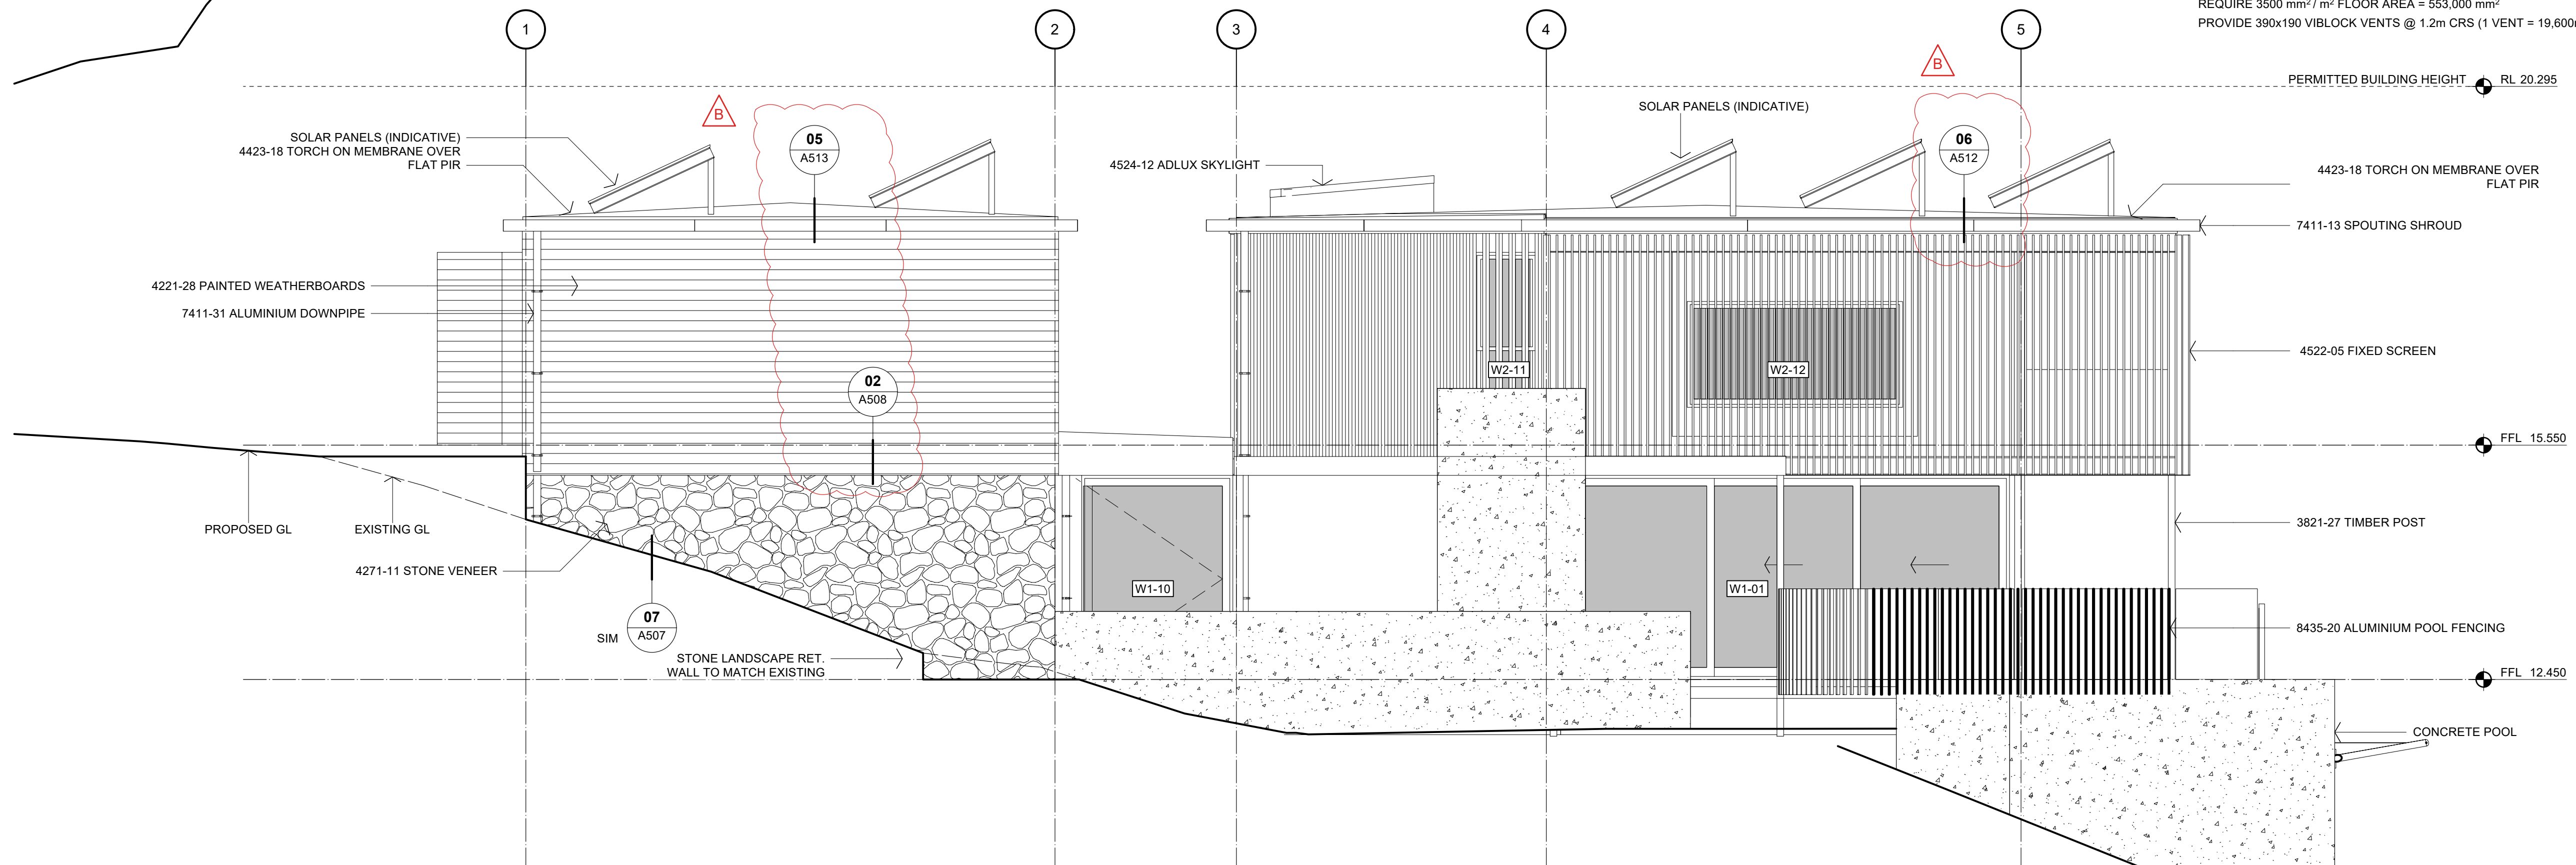 REQUIRE 3500 mm² / m² FLOOR AREA = 553,000 mm²
PROVIDE 390x190 VIBLOCK VENTS @ 1.2m CRS (1 VENT = 19,600
1
2
3
4
5
B
B
PERMITTED BUILDING HEIGHT
RL 20.295
SOLAR PANELS (INDICATIVE)
4423-18 TORCH ON MEMBRANE OVER
FLAT PIR
05
A513
4524-12 ADLUX SKYLIGHT
SOLAR PANELS (INDICATIVE)
06
A512
4423-18 TORCH ON MEMBRANE OVER
FLAT PIR
7411-13 SPOUTING SHROUD
4221-28 PAINTED WEATHERBOARDS
7411-31 ALUMINIUM DOWNPIPE
02
A508
W2-11
W2-12
4522-05 FIXED SCREEN
FFL 15.550
PROPOSED GL
EXISTING GL
4271-11 STONE VENEER
3821-27 TIMBER POST
W1-10
W1-01
SIM
07
A507
8435-20 ALUMINIUM POOL FENCING
STONE LANDSCAPE RET.
WALL TO MATCH EXISTING
FFL 12.450
CONCRETE POOL